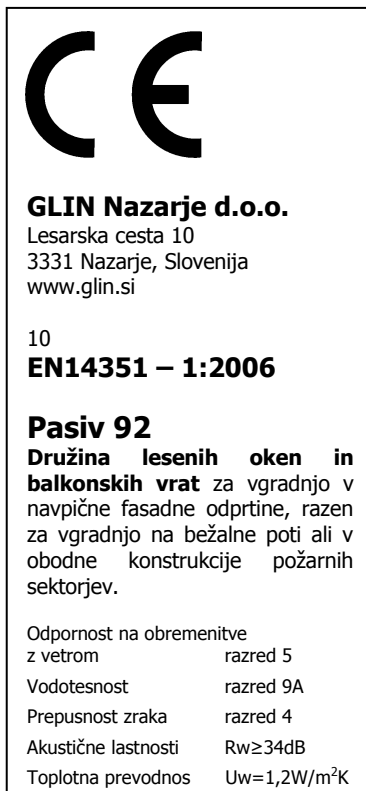 CE
GLIN Nazarje d.o.o.
Lesarska cesta 10
3331 Nazarje, Slovenija
www.glin.si
10
EN14351 – 1:2006
Pasiv 92
Družina lesenih oken in
balkonskih vrat za vgradnjo v
navpične fasadne odprtine, razen
za vgradnjo na bežalne poti ali v
obodne konstrukcije požarnih
sektorjev.
Odpornost na obremenitve
z vetrom razred 5
Vodotesnost razred 9A
Prepusnost zraka razred 4
Akustične lastnosti Rw≥34dB
Toplotna prevodnos Uw=1,2W/m²K